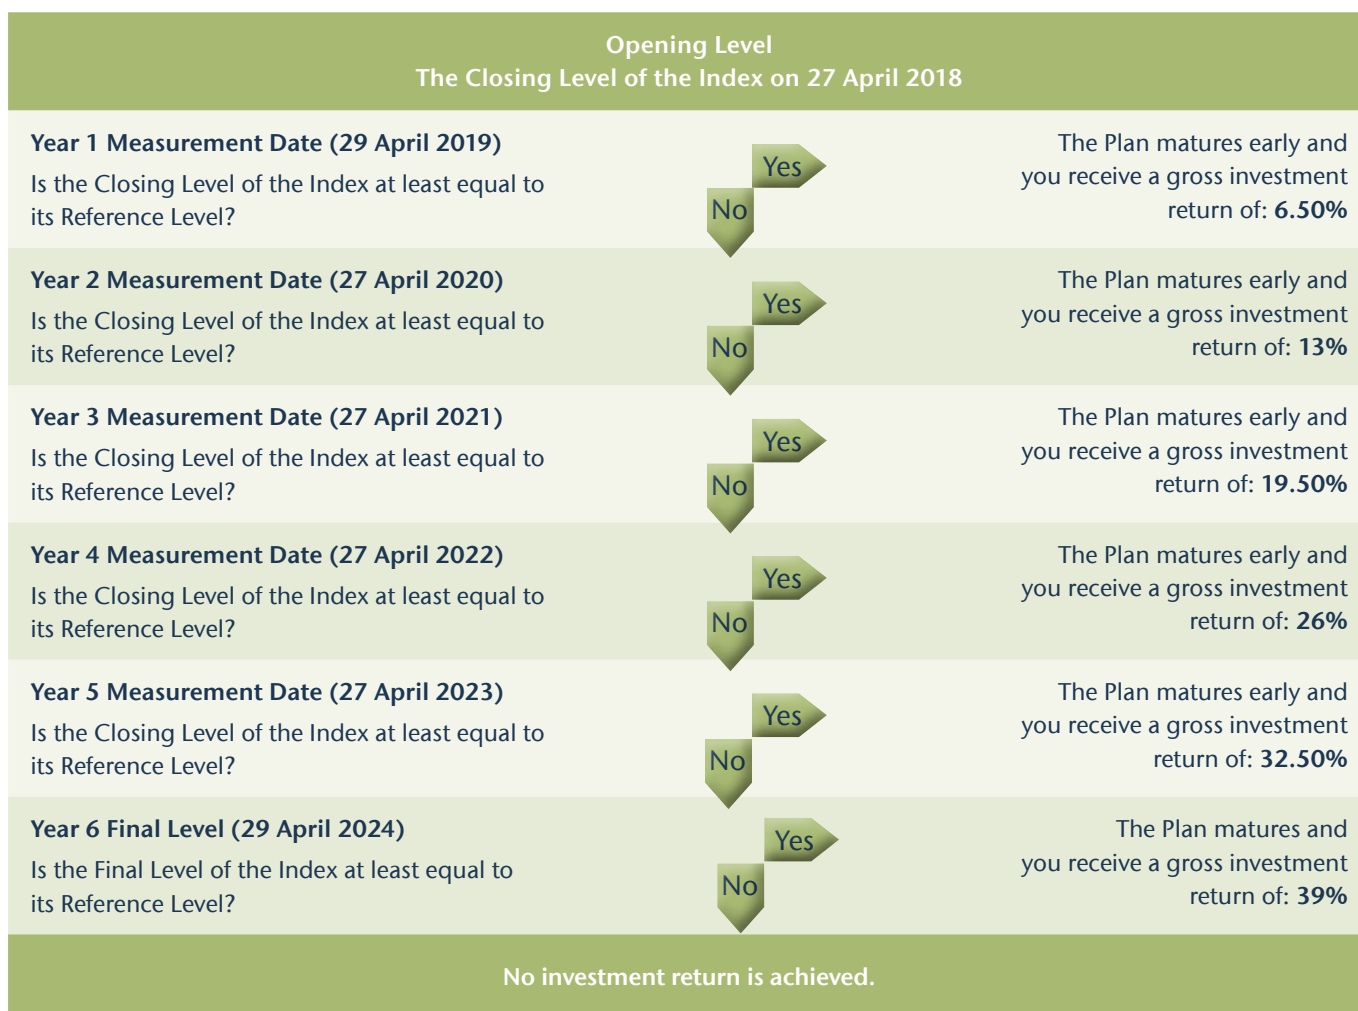 Opening Level
The Closing Level of the Index on 27 April 2018
Year 1 Measurement Date (29 April 2019)
Is the Closing Level of the Index at least equal to
its Reference Level?
Yes
No
The Plan matures early and
you receive a gross investment
return of: 6.50%
Year 2 Measurement Date (27 April 2020)
Is the Closing Level of the Index at least equal to
its Reference Level?
Yes
No
The Plan matures early and
you receive a gross investment
return of: 13%
Year 3 Measurement Date (27 April 2021)
Is the Closing Level of the Index at least equal to
its Reference Level?
Yes
No
The Plan matures early and
you receive a gross investment
return of: 19.50%
Year 4 Measurement Date (27 April 2022)
Is the Closing Level of the Index at least equal to
its Reference Level?
Yes
No
The Plan matures early and
you receive a gross investment
return of: 26%
Year 5 Measurement Date (27 April 2023)
Is the Closing Level of the Index at least equal to
its Reference Level?
Yes
No
The Plan matures early and
you receive a gross investment
return of: 32.50%
Year 6 Final Level (29 April 2024)
Is the Final Level of the Index at least equal to
its Reference Level?
Yes
No
The Plan matures and
you receive a gross investment
return of: 39%
No investment return is achieved.